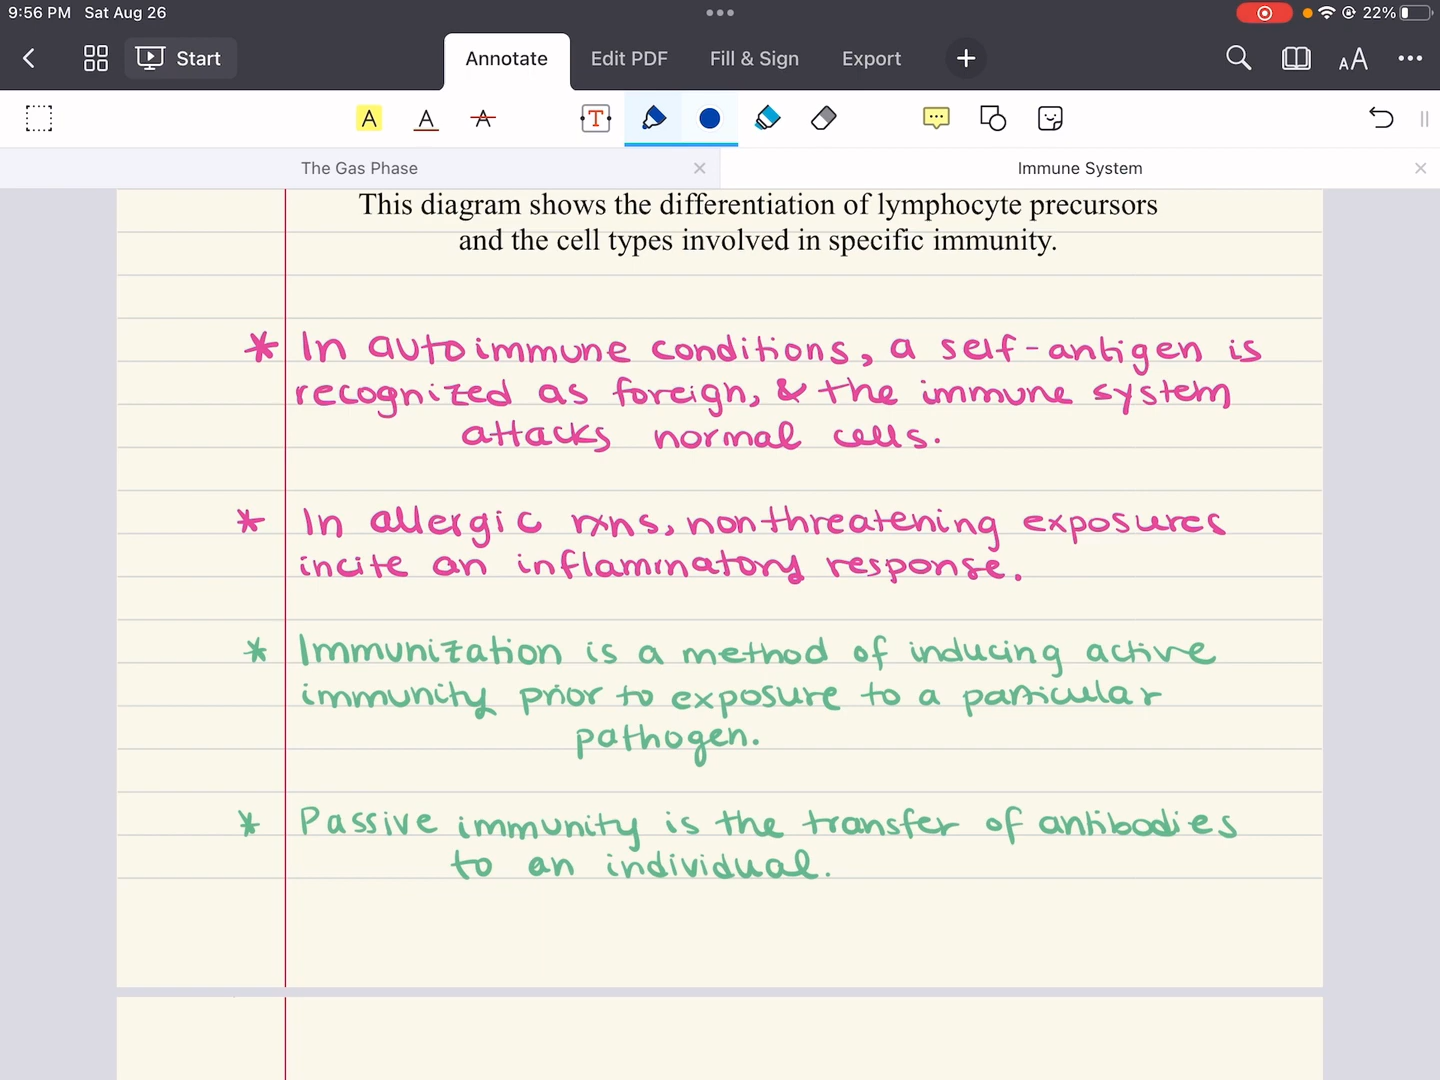 9:56 PM Sat Aug 26
22%
Start
Annotate
Edit PDF
Fill & Sign
Export
The Gas Phase
Immune System
This diagram shows the differentiation of lymphocyte precursors
and the cell types involved in specific immunity.
* In autoimmune conditions, a self-antigen is
recognized as foreign, & the immune system
attacks normal cells.
* In allergic rxns, nonthreatening exposures
incite an inflammatory response.
* Immunization is a method of inducing active
immunity prior to exposure to a particular
pathogen.
* Passive immunity is the transfer of antibodies
to an individual.